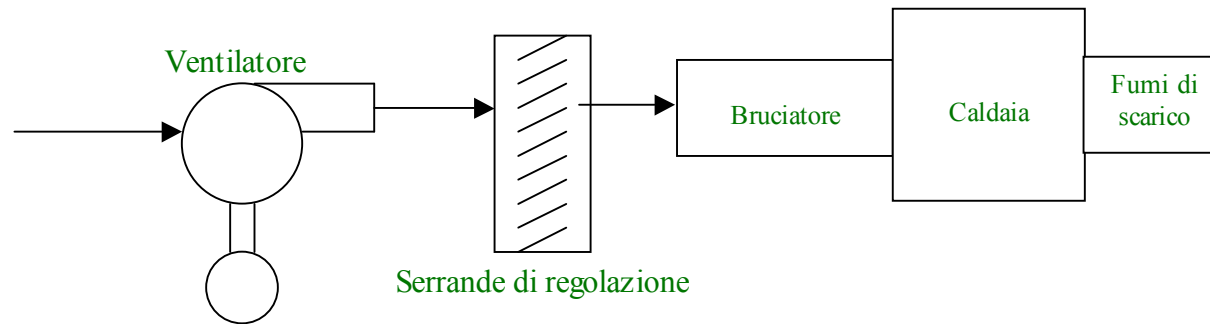 Ventilatore
Serrande di regolazione
Bruciatore
Caldaia
Fumi di
scarico